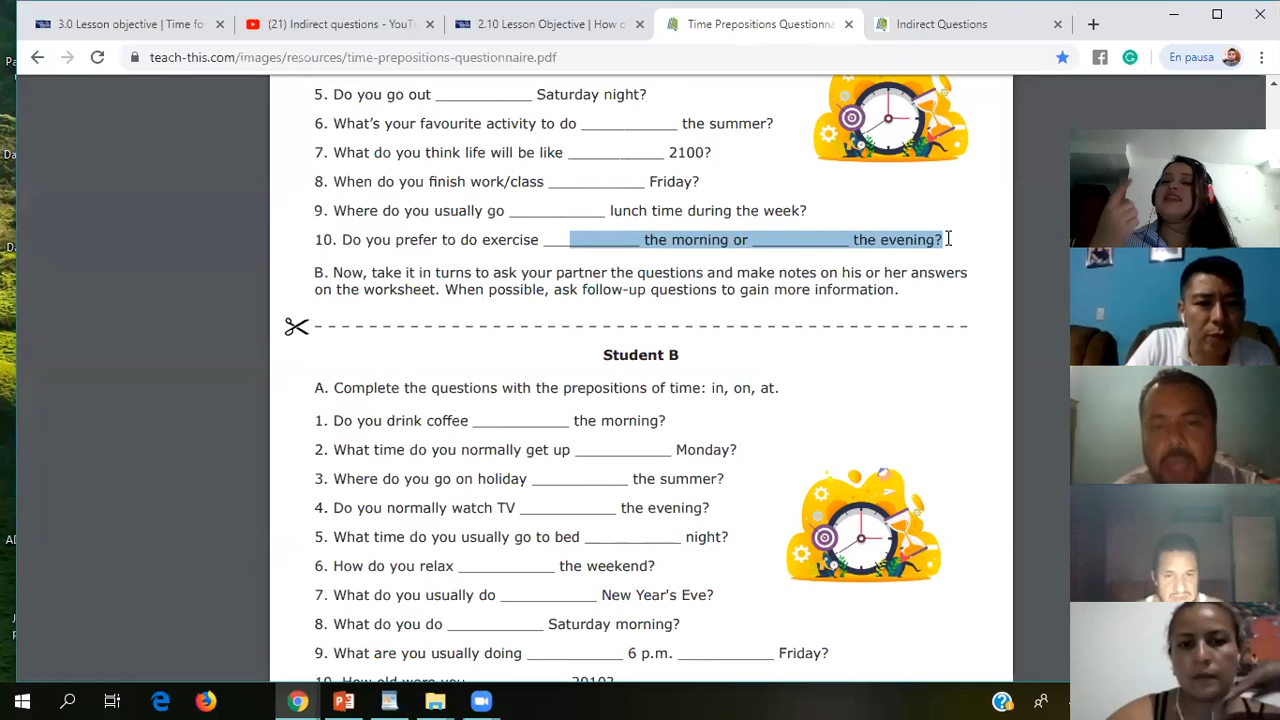 3.0 Lesson objective | Time fo
(21) Indirect questions - YouTu
2.10 Lesson Objective | How c
Time Prepositions Questionna
Indirect Questions
teach-this.com/images/resources/time-prepositions-questionnaire.pdf
En pausa
5. Do you go out ____________ Saturday night?
6. What's your favourite activity to do ____________ the summer?
7. What do you think life will be like ____________ 2100?
8. When do you finish work/class ____________ Friday?
9. Where do you usually go ____________ lunch time during the week?
10. Do you prefer to do exercise ____________ the morning or ____________ the evening?
B. Now, take it in turns to ask your partner the questions and make notes on his or her answers
on the worksheet. When possible, ask follow-up questions to gain more information.
Student B
A. Complete the questions with the prepositions of time: in, on, at.
1. Do you drink coffee ____________ the morning?
2. What time do you normally get up ____________ Monday?
3. Where do you go on holiday ____________ the summer?
4. Do you normally watch TV ____________ the evening?
5. What time do you usually go to bed ____________ night?
6. How do you relax ____________ the weekend?
7. What do you usually do ____________ New Year's Eve?
8. What do you do ____________ Saturday morning?
9. What are you usually doing ____________ 6 p.m. ____________ Friday?
10. How old were you ____________ 2010?